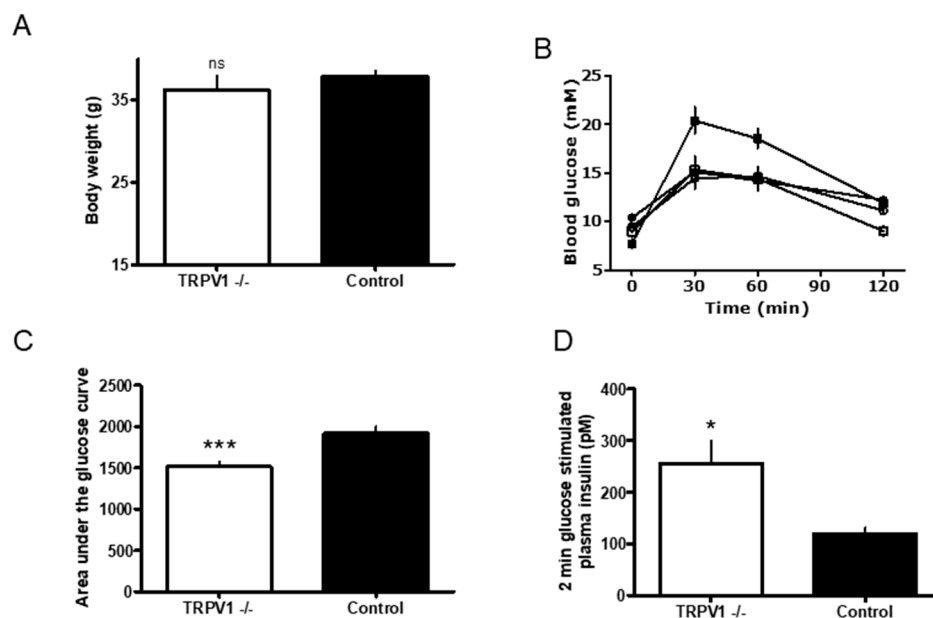 A
Body weight (g)
35
25
15
ns
TRPV1 -/-
Control
B
Blood glucose (mM)
25
20
15
10
5
0
30
60
90
120
Time (min)
C
Area under the glucose curve
2500
2000
1500
1000
500
0
***
TRPV1 -/-
Control
D
2 min glucose stimulated
plasma insulin (pM)
400
300
200
100
0
*
TRPV1 -/-
Control